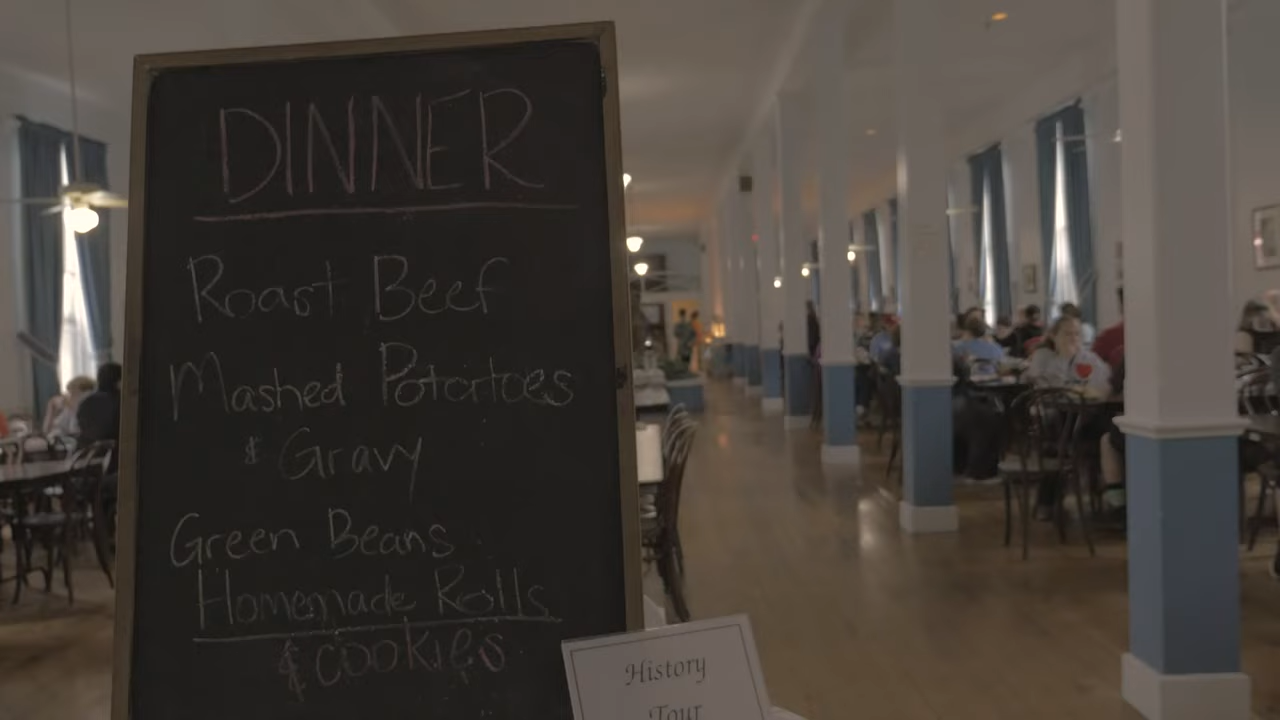 DINNER
Roast Beef
Mashed Potatoes
& Gravy
Green Beans
Homemade Rolls
& cookies
History
Tour